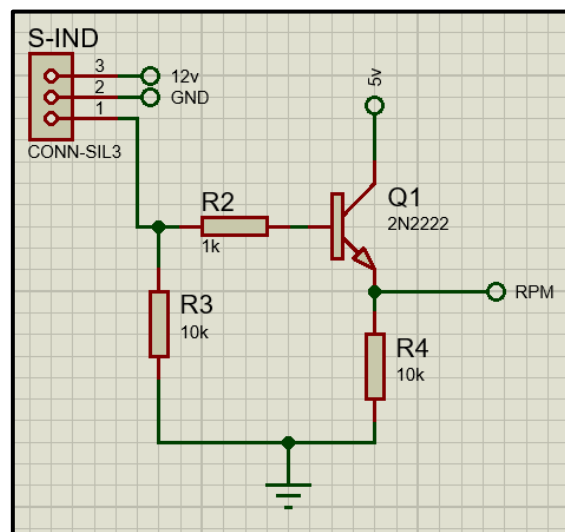 S-IND
3
12v
2
GND
1
CONN-SIL3
5v
R2
1k
Q1
2N2222
R3
10k
RPM
R4
10k